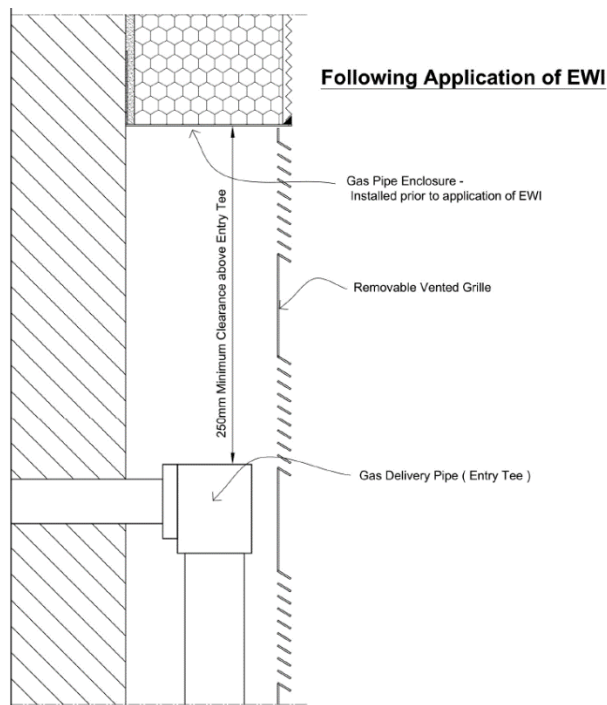 Following Application of EWI
Gas Pipe Enclosure -
Installed prior to application of EWI
250mm Minimum Clearance above Entry Tee
Removable Vented Grille
Gas Delivery Pipe ( Entry Tee )